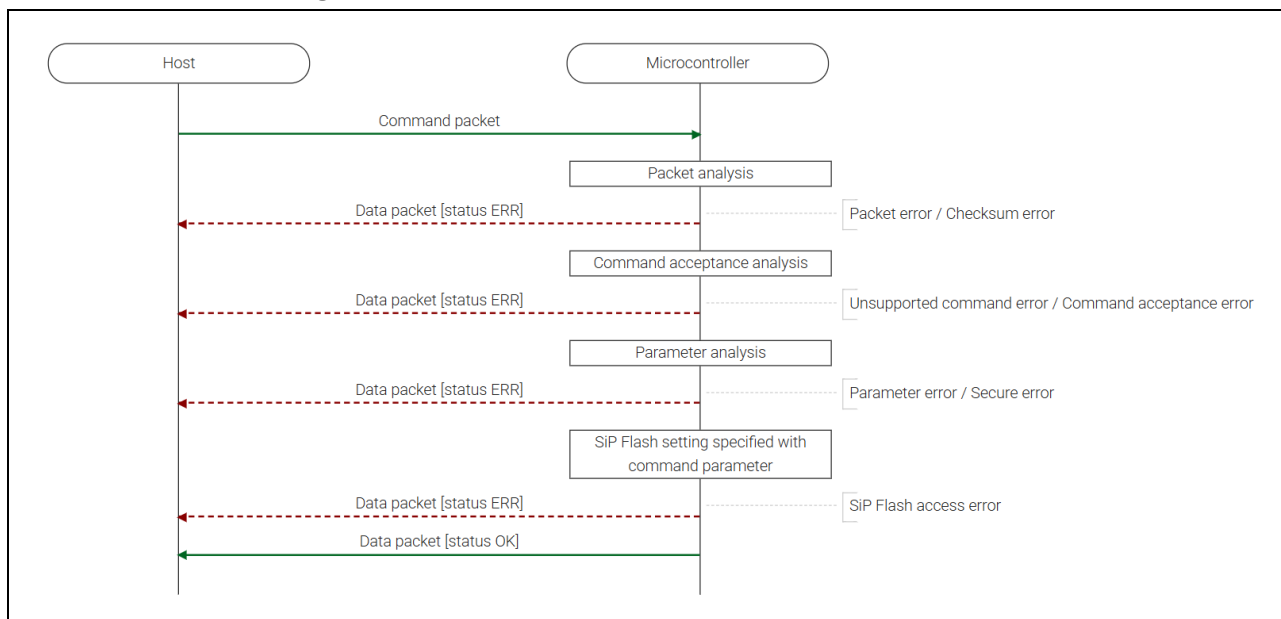 Host
Microcontroller
Command packet
Packet analysis
Data packet [status ERR]
Packet error / Checksum error
Command acceptance analysis
Data packet [status ERR]
Unsupported command error / Command acceptance error
Parameter analysis
Data packet [status ERR]
Parameter error / Secure error
SiP Flash setting specified with
command parameter
Data packet [status ERR]
SiP Flash access error
Data packet [status OK]